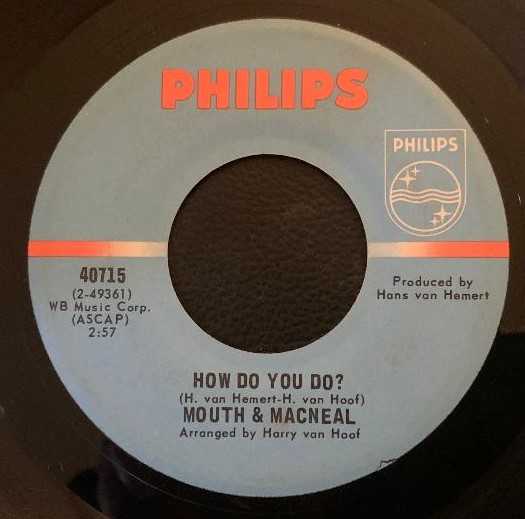 PHILIPS
PHILIPS
40715
(2-49361)
WB Music Corp.
(ASCAP)
2:57
Produced by
Hans van Hemert
HOW DO YOU DO?
(H. van Hemert-H. van Hoof)
MOUTH & MACNEAL
Arranged by Harry van Hoof